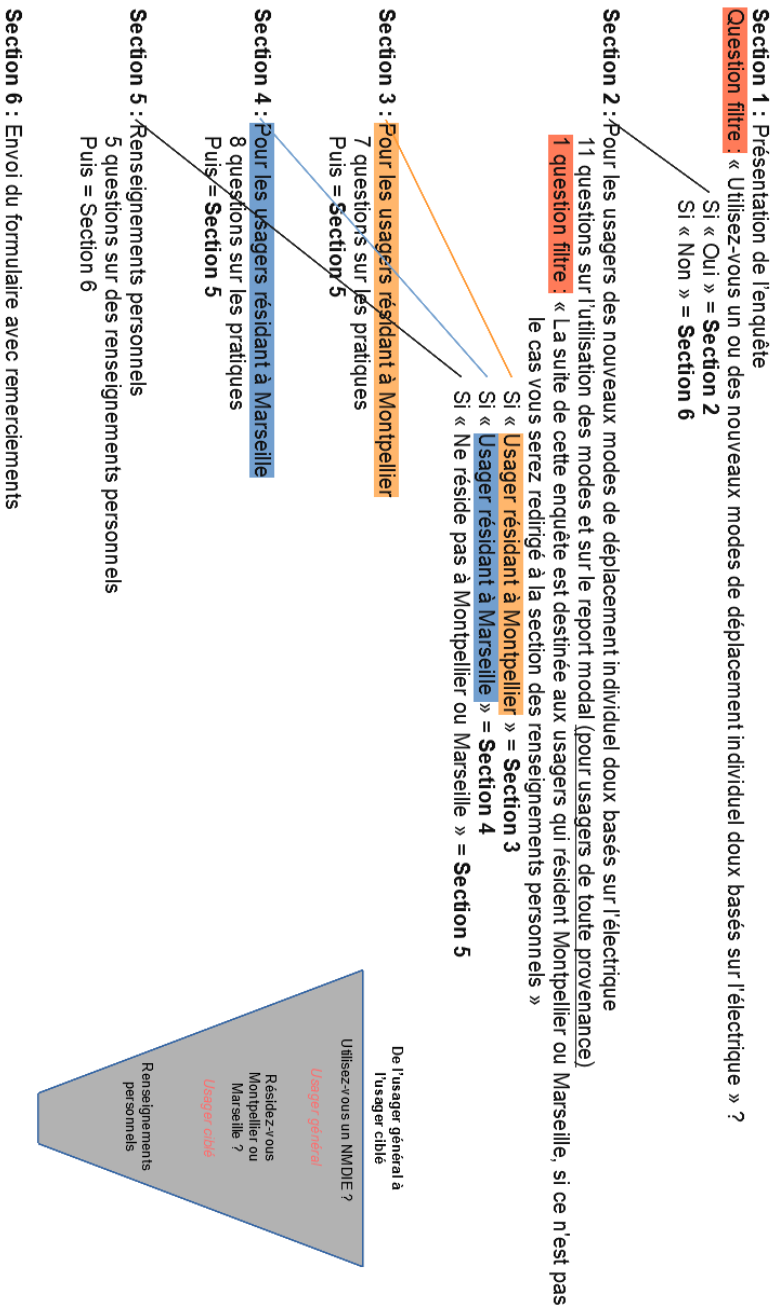 Section 1 : Présentation de l'enquête
Question filtre : « Utilisez-vous un ou des nouveaux modes de déplacement individuel doux basés sur l'électrique » ?
Si « Oui » = Section 2
Si « Non » = Section 6
Section 2 : Pour les usagers des nouveaux modes de déplacement individuel doux basés sur l'électrique
11 questions sur l'utilisation des modes et sur le report modal (pour usagers de toute provenance)
1 question filtre : « La suite de cette enquête est destinée aux usagers qui résident Montpellier ou Marseille, si ce n'est pas
le cas vous serez redirigé à la section des renseignements personnels »
Si « Usager résidant à Montpellier » = Section 3
Si « Usager résidant à Marseille » = Section 4
Si « Ne réside pas à Montpellier ou Marseille » = Section 5
Section 3 : Pour les usagers résidant à Montpellier
7 questions sur les pratiques
Puis = Section 5
Section 4 : Pour les usagers résidant à Marseille
8 questions sur les pratiques
Puis = Section 5
Section 5 : Renseignements personnels
5 questions sur des renseignements personnels
Puis = Section 6
Section 6 : Envoi du formulaire avec remerciements
De l'usager général à
l'usager ciblé
Utilisez-vous un NMDIE ?
Usager général
Résidez-vous
Montpellier ou
Marseille ?
Usager ciblé
Renseignements
personnels